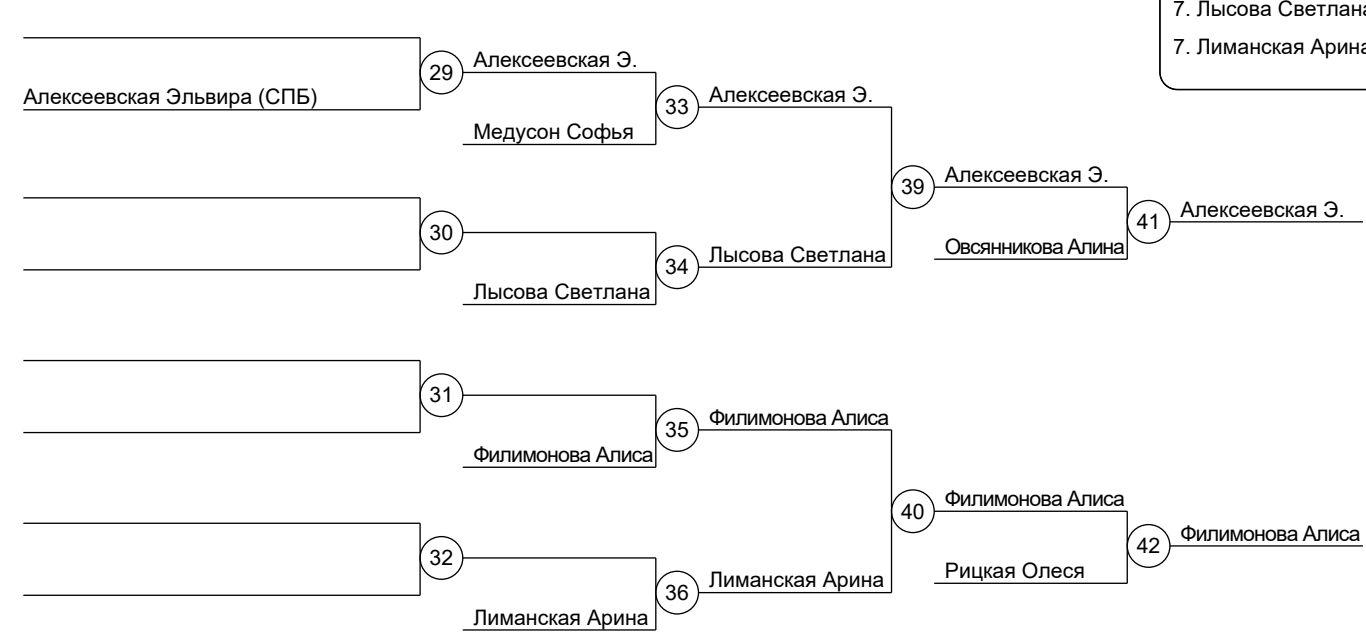 7. Лысова Светлана
7. Лиманская Арина
29
Алексеевская Э.
Алексеевская Эльвира (СПБ)
33
Алексеевская Э.
Медусон Софья
39
Алексеевская Э.
30
41
Алексеевская Э.
Овсянникова Алина
34
Лысова Светлана
Лысова Светлана
31
35
Филимонова Алиса
Филимонова Алиса
40
Филимонова Алиса
32
42
Филимонова Алиса
Рицкая Олеся
36
Лиманская Арина
Лиманская Арина